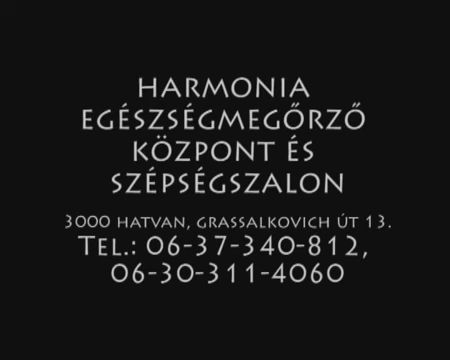 HARMONIA
EGÉSZSÉGMEGŐRZŐ
KÖZPONT ÉS
SZÉPSÉGSZALON
3000 HATVAN, GRASSALKOVICH ÚT 13.
TEL.: 06-37-340-812,
06-30-311-4060